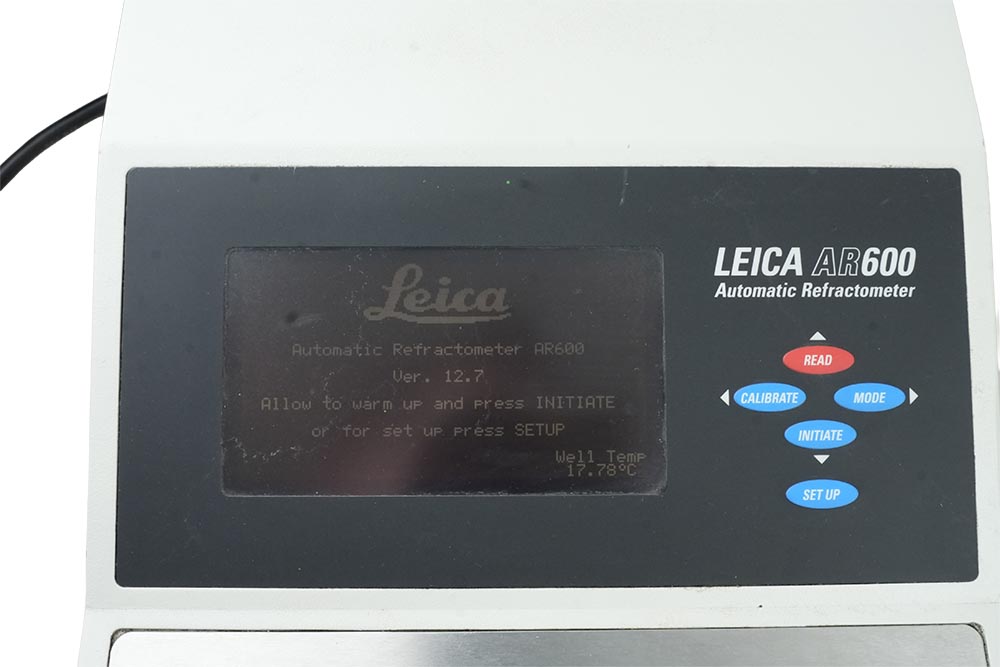 Leica
Automatic Refractometer AR600
Ver. 12.7
Allow to warm up and press INITIATE
or for set up press SETUP
Well Temp
17.78°C
LEICA AR600
Automatic Refractometer
READ
CALIBRATE
MODE
INITIATE
SET UP